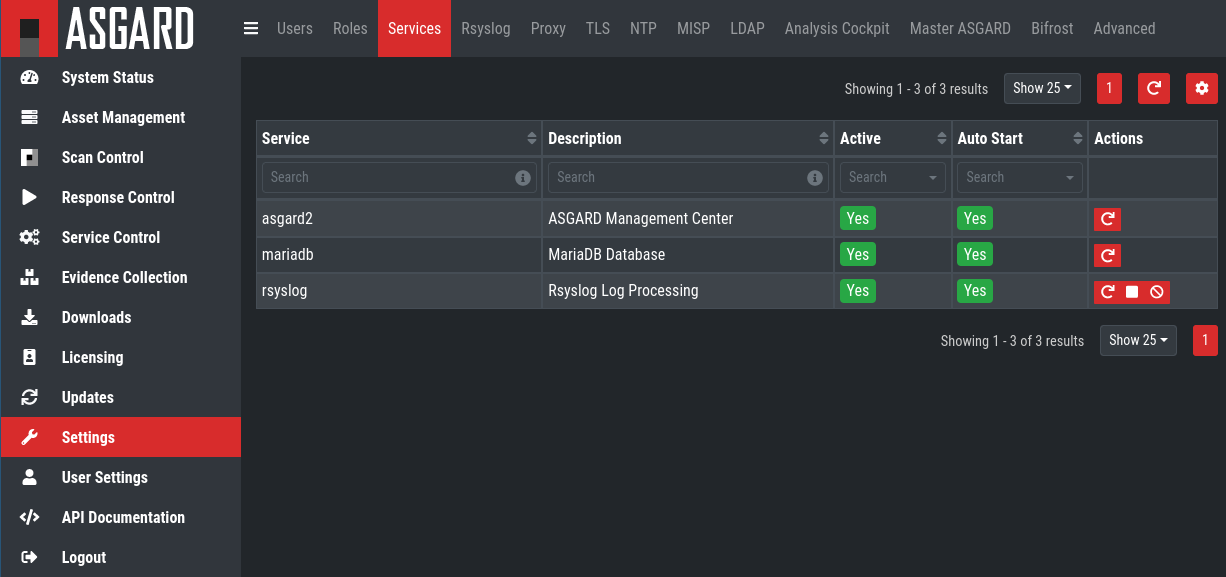 ASGARD
Users Roles Services Rsyslog Proxy TLS NTP MISP LDAP Analysis Cockpit Master ASGARD Bifrost Advanced
System Status
Asset Management
Scan Control
Response Control
Service Control
Evidence Collection
Downloads
Licensing
Updates
Settings
User Settings
API Documentation
Logout
Showing 1 - 3 of 3 results Show 25 1
Service Description Active Auto Start Actions
Search Search Search Search
asgard2 ASGARD Management Center Yes Yes
mariadb MariaDB Database Yes Yes
rsyslog Rsyslog Log Processing Yes Yes
Showing 1 - 3 of 3 results Show 25 1